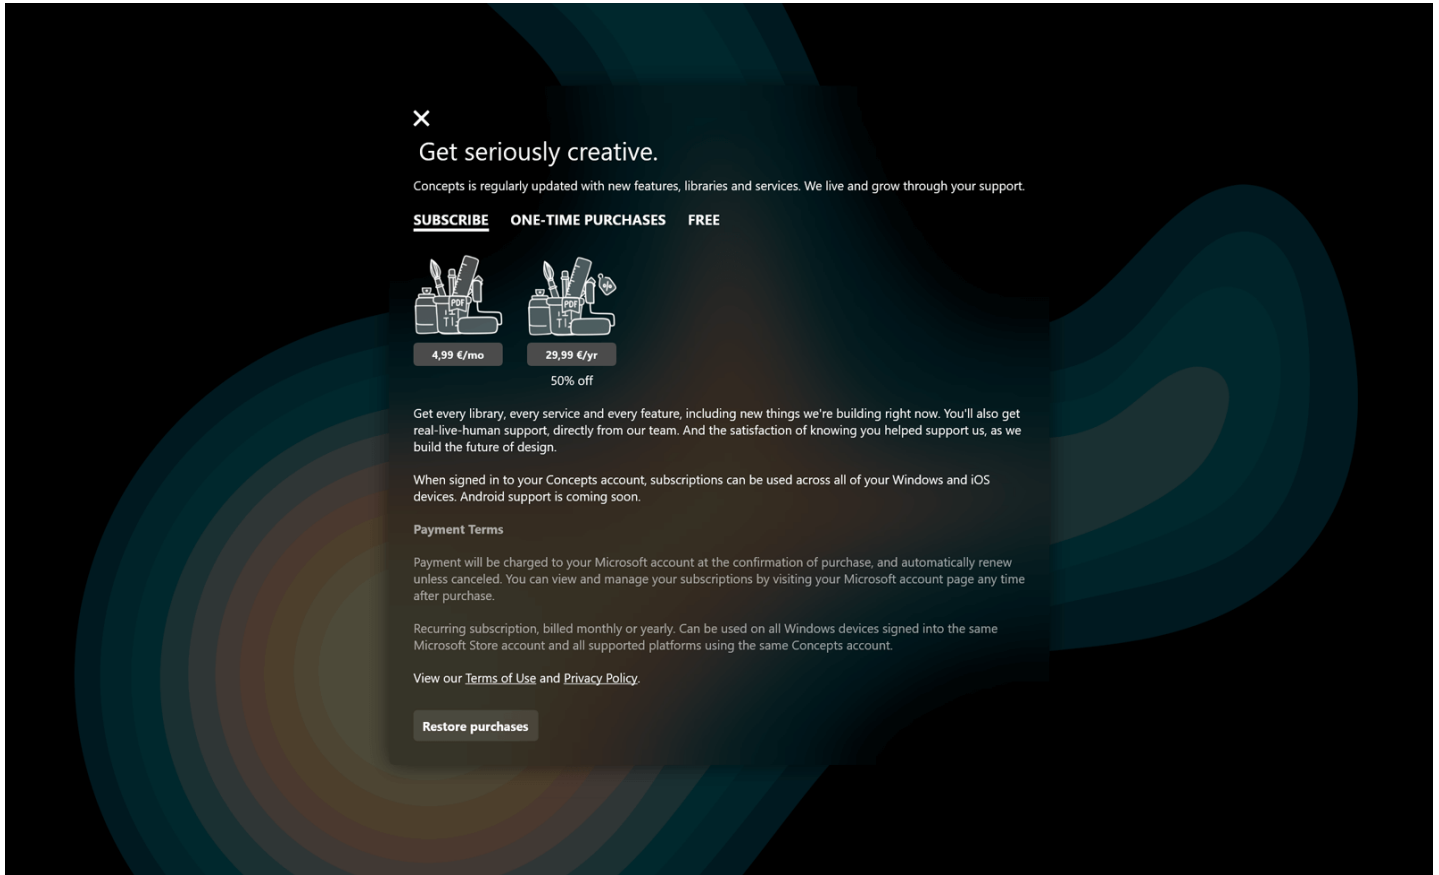 Get seriously creative.
Concepts is regularly updated with new features, libraries and services. We live and grow through your support.
SUBSCRIBE ONE-TIME PURCHASES FREE
PDF PDF
4,99 €/mo 29,99 €/yr
50% off
Get every library, every service and every feature, including new things we're building right now. You'll also get
real-live-human support, directly from our team. And the satisfaction of knowing you helped support us, as we
build the future of design.
When signed in to your Concepts account, subscriptions can be used across all of your Windows and iOS
devices. Android support is coming soon.
Payment Terms
Payment will be charged to your Microsoft account at the confirmation of purchase, and automatically renew
unless canceled. You can view and manage your subscriptions by visiting your Microsoft account page any time
after purchase.
Recurring subscription, billed monthly or yearly. Can be used on all Windows devices signed into the same
Microsoft Store account and all supported platforms using the same Concepts account.
View our Terms of Use and Privacy Policy.
Restore purchases